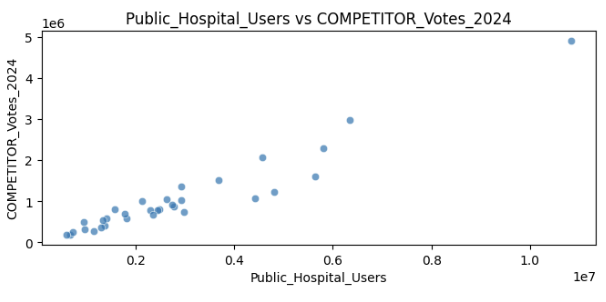 Public_Hospital_Users vs COMPETITOR_Votes_2024
1e6
5
4
3
2
1
0
COMPETITOR_Votes_2024
0.2
0.4
0.6
0.8
1.0
1e7
Public_Hospital_Users